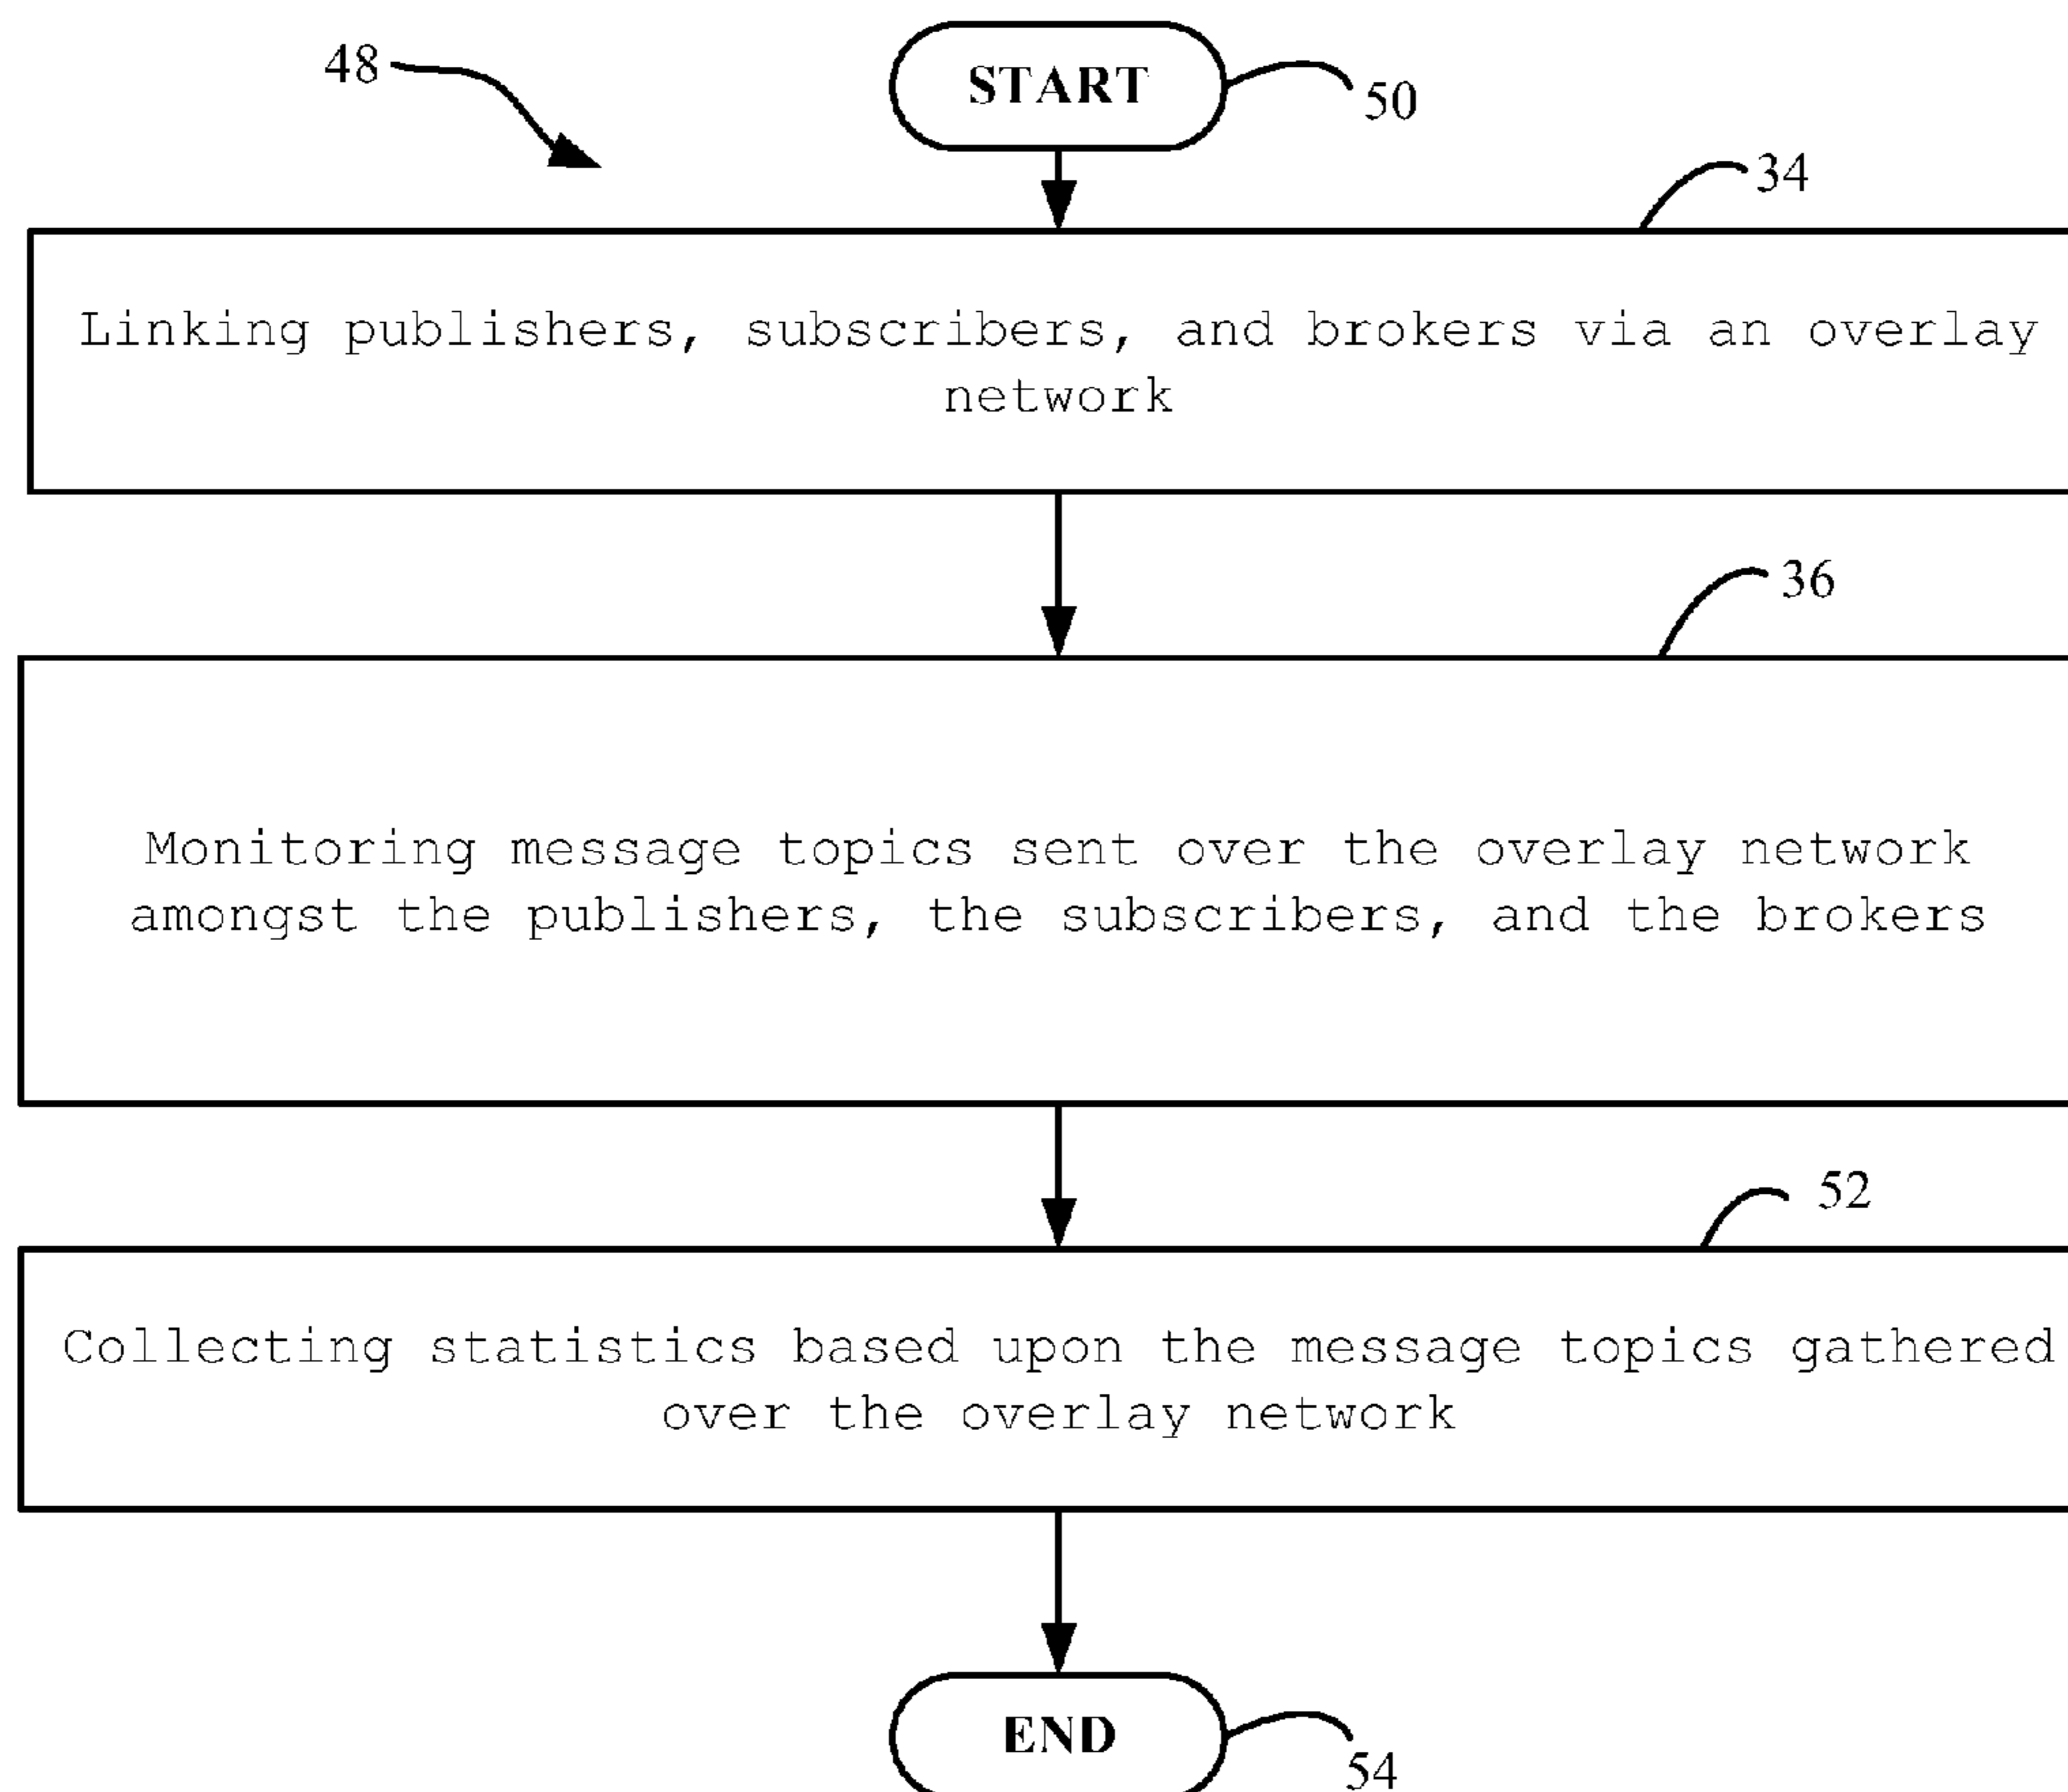 48
START
50
34
Linking publishers, subscribers, and brokers via an overlay
network
36
Monitoring message topics sent over the overlay network
amongst the publishers, the subscribers, and the brokers
52
Collecting statistics based upon the message topics gathered
over the overlay network
END
54